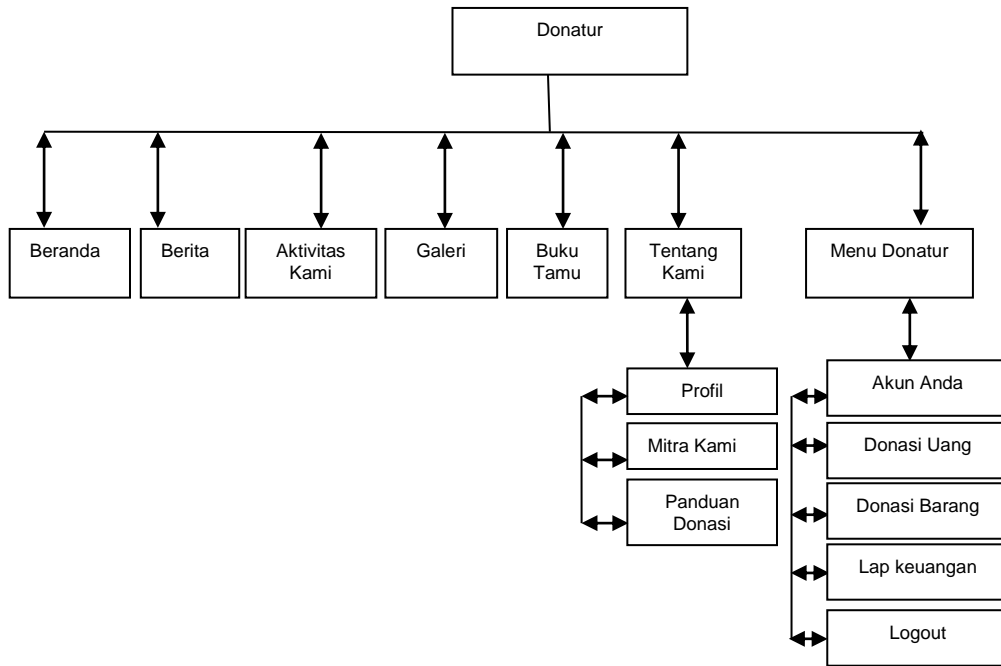 Donatur
Beranda
Berita
Aktivitas
Kami
Galeri
Buku
Tamu
Tentang
Kami
Menu Donatur
Profil
Mitra Kami
Panduan
Donasi
Akun Anda
Donasi Uang
Donasi Barang
Lap keuangan
Logout